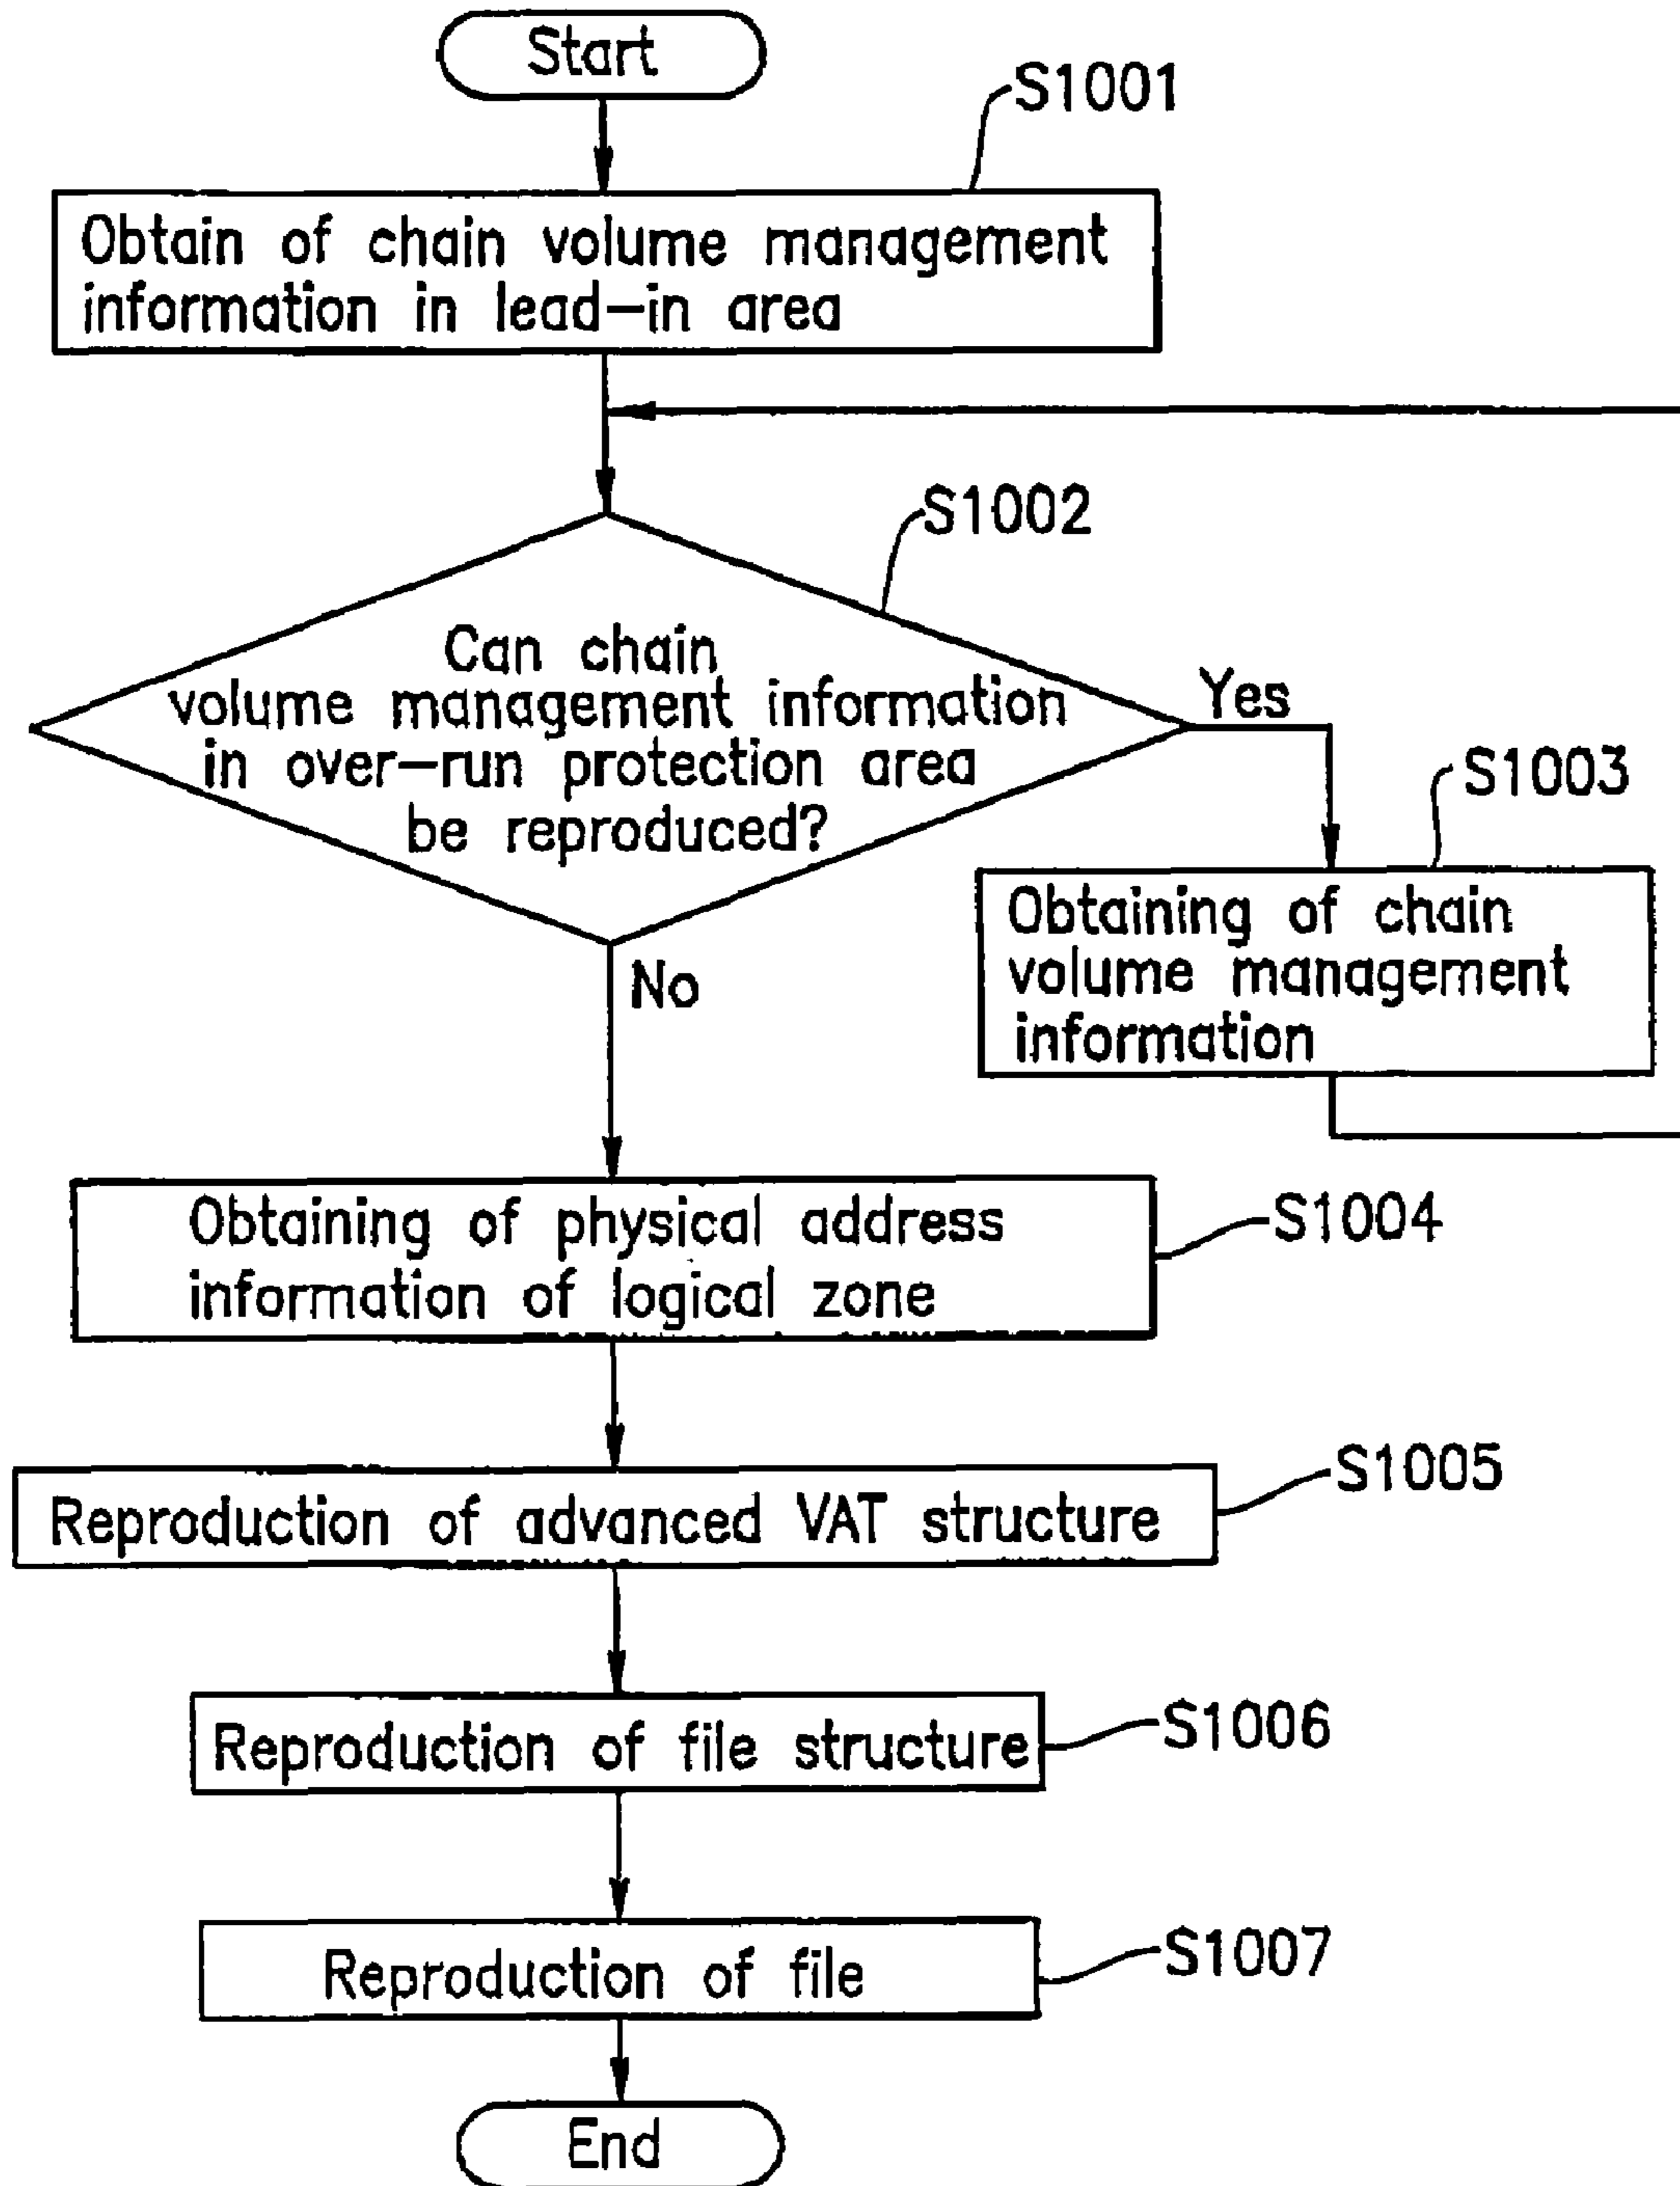 Start
S1001
Obtain of chain volume management
information in lead-in area
S1002
Can chain
volume management information
in over-run protection area
be reproduced?
Yes
S1003
Obtaining of chain
volume management
information
No
Obtaining of physical address
information of logical zone
S1004
Reproduction of advanced VAT structure
S1005
Reproduction of file structure
S1006
Reproduction of file
S1007
End